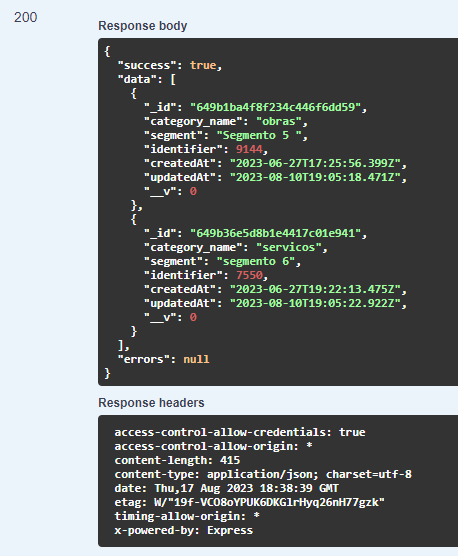 200
Response body
{
"success": true,
"data": [
{
"_id": "649b1ba4f8f234c446f6dd59",
"category_name": "obras",
"segment": "Segmento 5 ",
"identifier": 9144,
"createdAt": "2023-06-27T17:25:56.399Z",
"updatedAt": "2023-08-10T19:05:18.471Z",
"__v": 0
},
{
"_id": "649b36e5d8b1e4417c01e941",
"category_name": "servicos",
"segment": "segmento 6",
"identifier": 7550,
"createdAt": "2023-06-27T19:22:13.475Z",
"updatedAt": "2023-08-10T19:05:22.922Z",
"__v": 0
}
],
"errors": null
}
Response headers
access-control-allow-credentials: true
access-control-allow-origin: *
content-length: 415
content-type: application/json; charset=utf-8
date: Thu,17 Aug 2023 18:38:39 GMT
etag: W/"19f-VCO8oYPUK6DKGlrHyq26nH77gzk"
timing-allow-origin: *
x-powered-by: Express